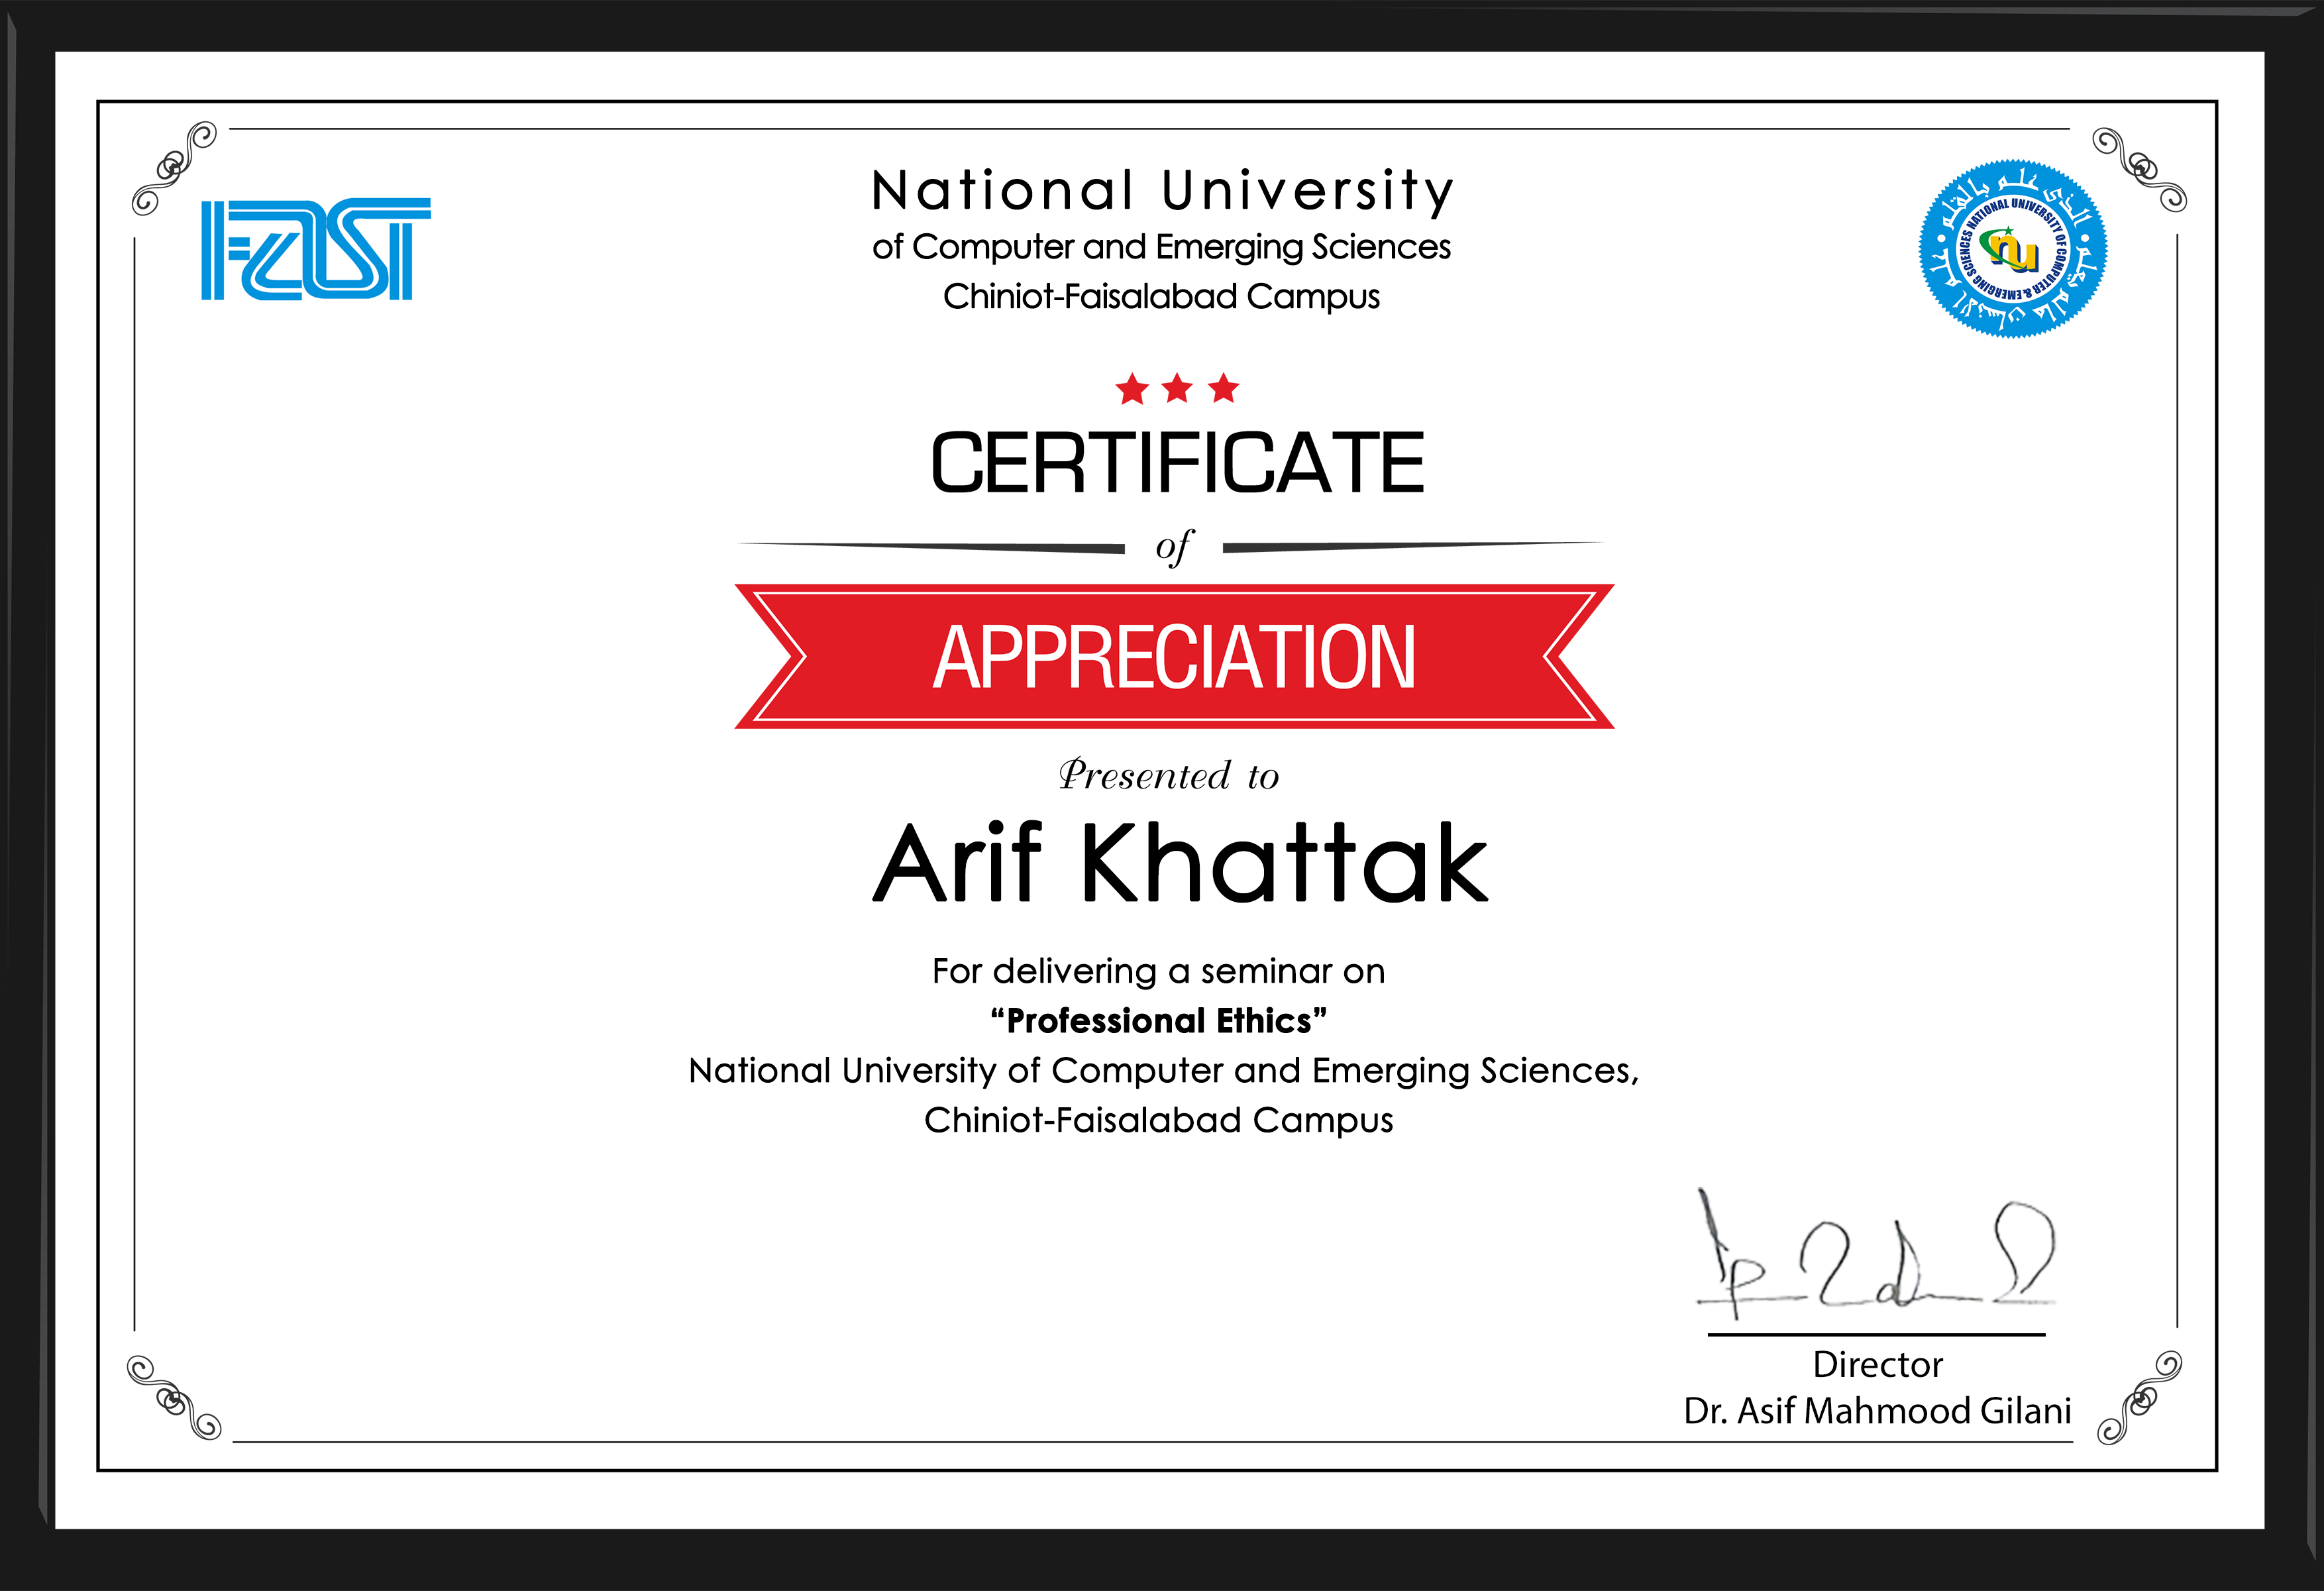 FAST
National University
of Computer and Emerging Sciences
Chiniot-Faisalabad Campus
NATIONAL UNIVERSITY OF COMPUTER & EMERGING SCIENCES
nu
CERTIFICATE
of
APPRECIATION
Presented to
Arif Khattak
For delivering a seminar on
“Professional Ethics”
National University of Computer and Emerging Sciences,
Chiniot-Faisalabad Campus
Director
Dr. Asif Mahmood Gilani